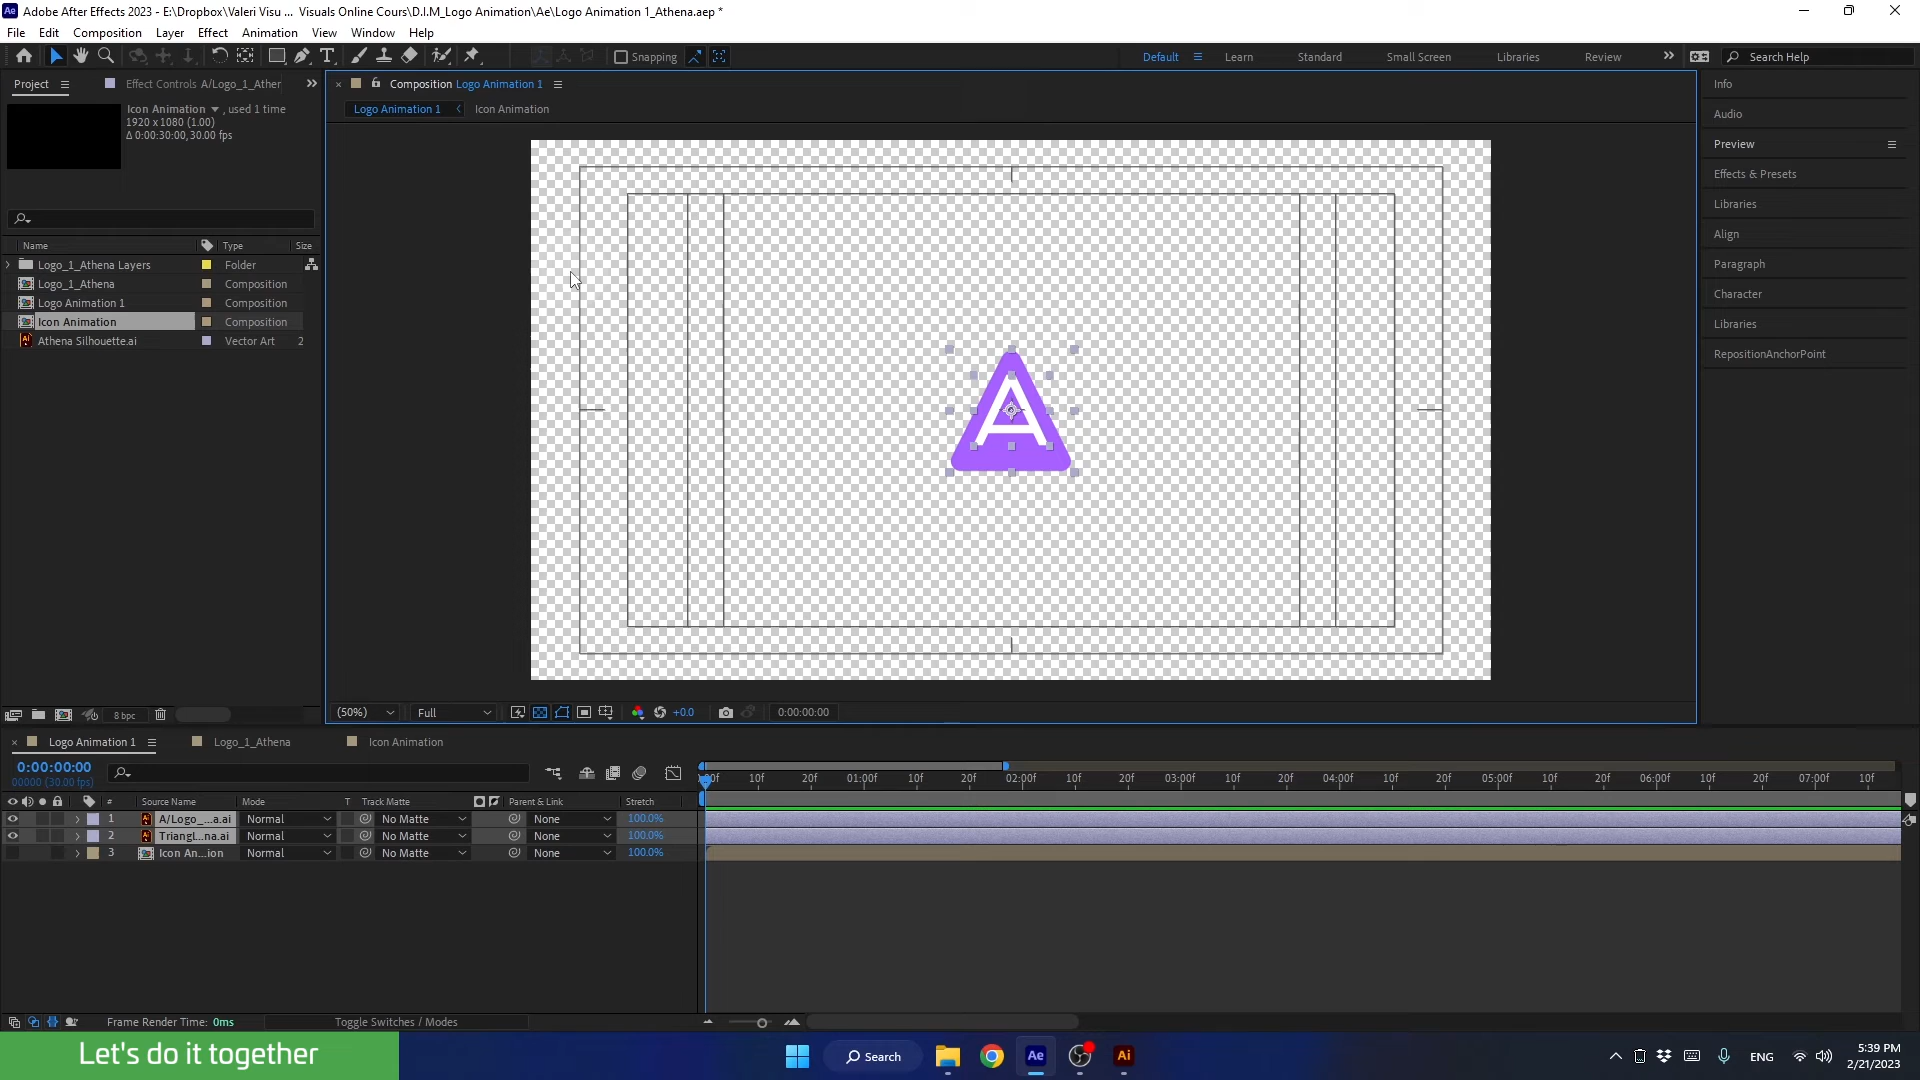 Adobe After Effects 2023 - E:\Dropbox\Valeri Visu ... Visuals Online Cours\D.I.M_Logo Animation\Ae\Logo Animation 1_Athena.aep *
File Edit Composition Layer Effect Animation View Window Help
Snapping
Default Learn Standard Small Screen Libraries Review Search Help
Project Effect Controls A/Logo_1_Ather
Composition Logo Animation 1
Logo Animation 1 Icon Animation
Icon Animation , used 1 time
1920 x 1080 (1.00)
Δ 0:00:30:00, 30.00 fps
Name Type Size
Logo_1_Athena Layers Folder
Logo_1_Athena Composition
Logo Animation 1 Composition
Icon Animation Composition
Athena Silhouette.ai Vector Art 2
8 bpc
A
Info
Audio
Preview
Effects & Presets
Libraries
Align
Paragraph
Character
Libraries
RepositionAnchorPoint
(50%) Full +0.0 0:00:00:00
Logo Animation 1 Logo_1_Athena Icon Animation
0:00:00:00
00000 (30.00 fps)
:00f 10f 20f 01:00f 10f 20f 02:00f 10f 20f 03:00f 10f 20f 04:00f 10f 20f 05:00f 10f 20f 06:00f 10f 20f 07:00f 10f
# Source Name Mode T Track Matte Parent & Link Stretch
1 A/Logo_...a.ai Normal No Matte None 100.0%
2 Triangl...na.ai Normal No Matte None 100.0%
3 Icon An...ion Normal No Matte None 100.0%
Frame Render Time: 0ms Toggle Switches / Modes
Let's do it together
Search
Ae
Ai
ENG
5:39 PM
2/21/2023